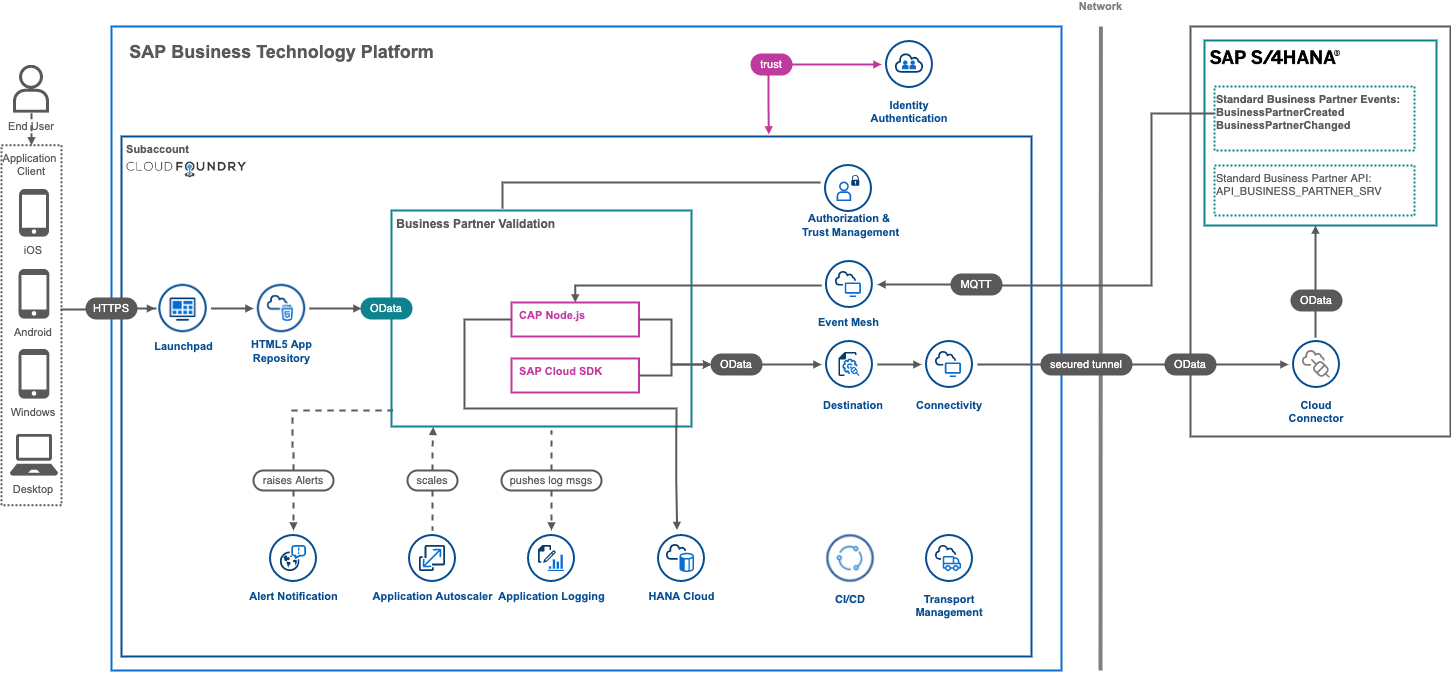 Network
SAP Business Technology Platform
trust
Identity
Authentication
SAP S/4HANA®
Standard Business Partner Events:
BusinessPartnerCreated
BusinessPartnerChanged
Standard Business Partner API:
API_BUSINESS_PARTNER_SRV
End User
Application
Client
iOS
Android
Windows
Desktop
Subaccount
CLOUD FOUNDRY
Authorization &
Trust Management
Business Partner Validation
HTTPS
Launchpad
HTML5 App
Repository
OData
CAP Node.js
SAP Cloud SDK
Event Mesh
MQTT
OData
Destination
Connectivity
secured tunnel
OData
OData
Cloud
Connector
raises Alerts
scales
pushes log msgs
Alert Notification
Application Autoscaler
Application Logging
HANA Cloud
CI/CD
Transport
Management